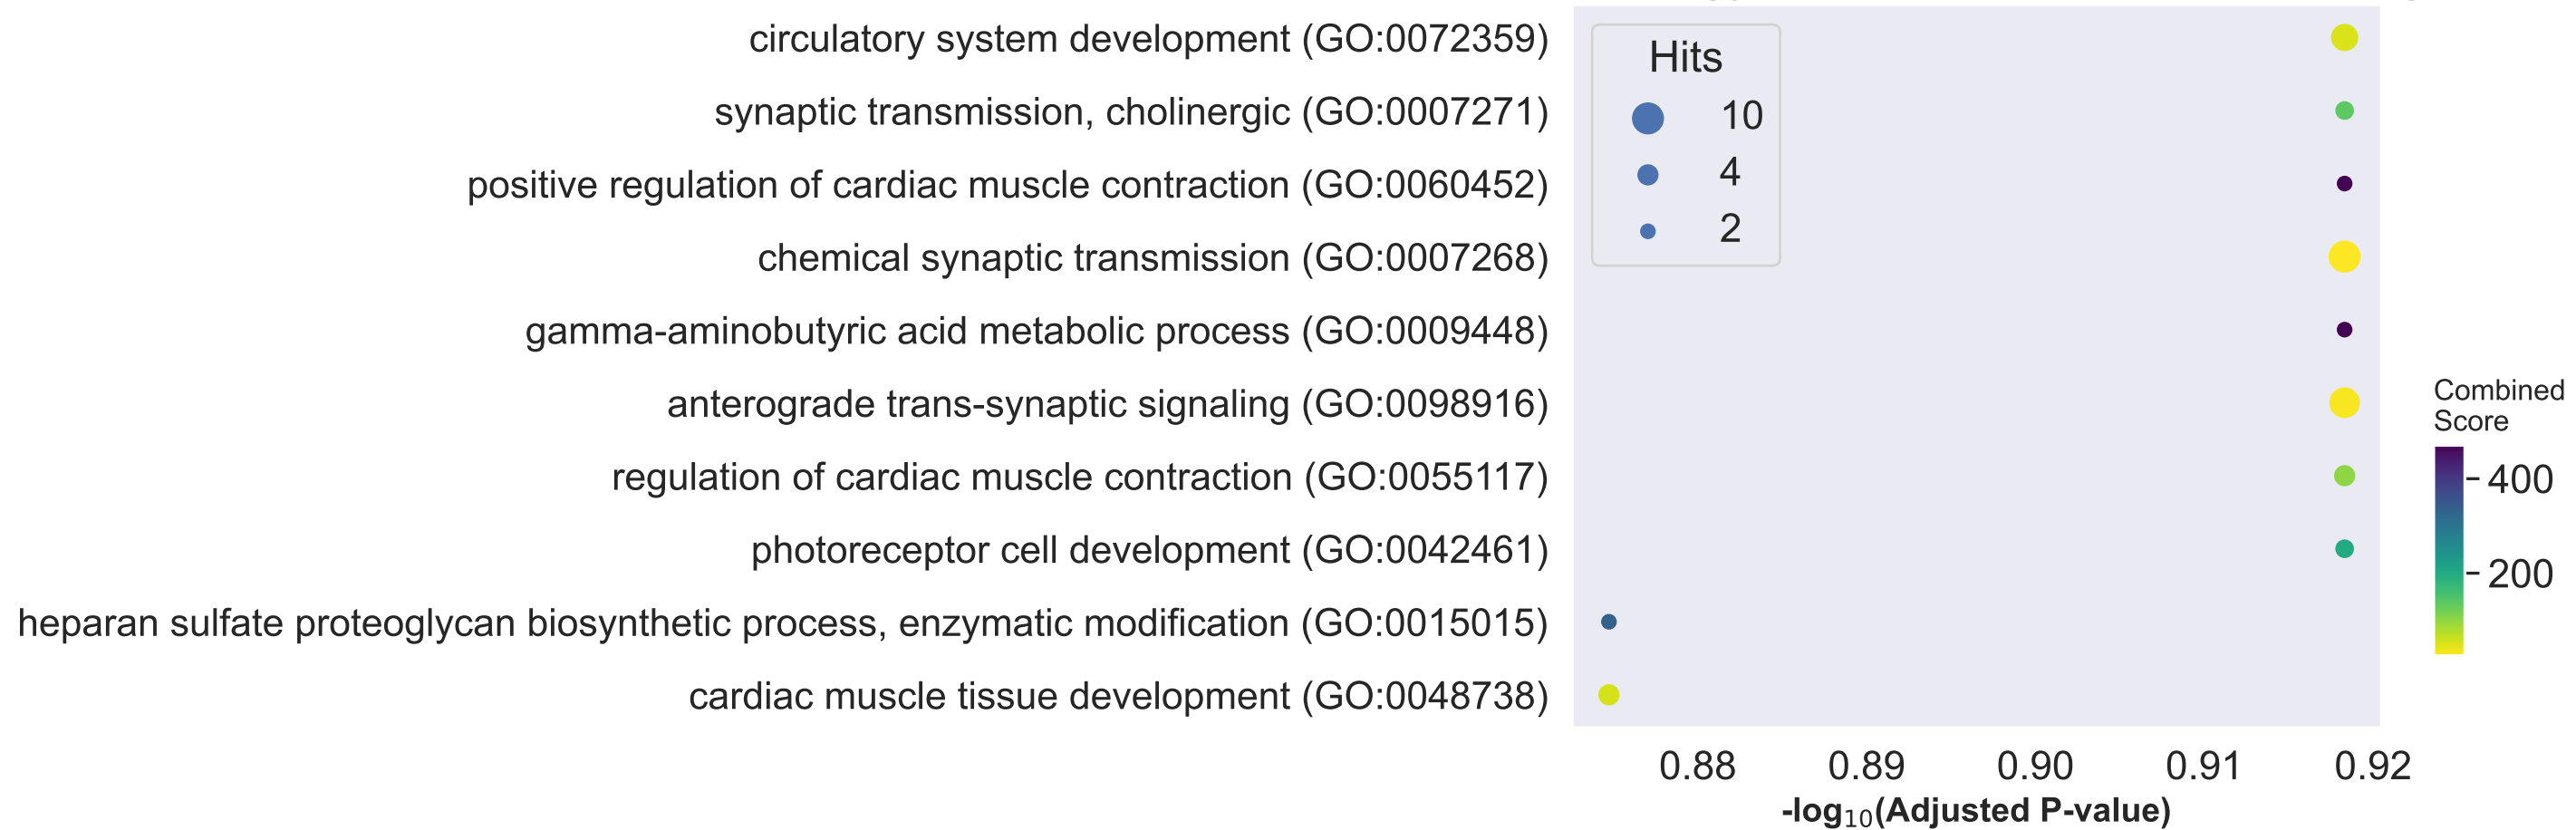 circulatory system development (GO:0072359)
synaptic transmission, cholinergic (GO:0007271)
positive regulation of cardiac muscle contraction (GO:0060452)
chemical synaptic transmission (GO:0007268)
gamma-aminobutyric acid metabolic process (GO:0009448)
anterograde trans-synaptic signaling (GO:0098916)
regulation of cardiac muscle contraction (GO:0055117)
photoreceptor cell development (GO:0042461)
heparan sulfate proteoglycan biosynthetic process, enzymatic modification (GO:0015015)
cardiac muscle tissue development (GO:0048738)
Hits
10
4
2
Combined
Score
400
200
0.88 0.89 0.90 0.91 0.92
-log₁₀(Adjusted P-value)